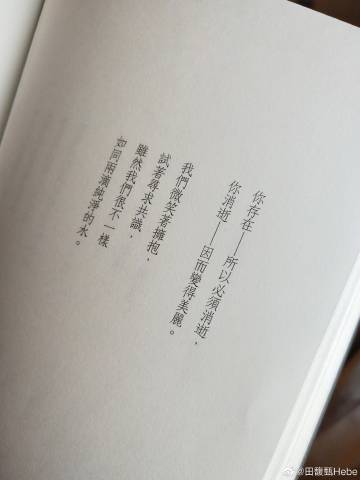 你存在──所以必須消逝，
你消逝──因而變得美麗。
我們微笑著擁抱，
試著尋求共識，
雖然我們很不一樣
如同兩滴純淨的水。
@田馥甄Hebe